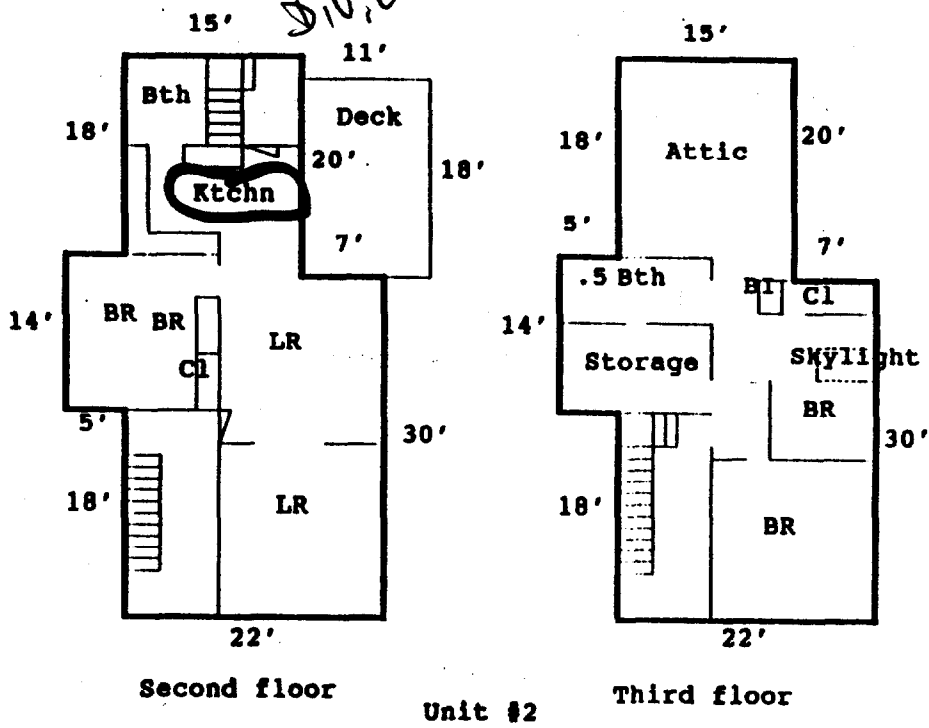 15'
11'
Bth
Deck
18'
20'
18'
Ktchn
7'
14'
BR
BR
LR
Cl
5'
30'
18'
LR
22'
Second floor
15'
18'
20'
Attic
5'
7'
.5 Bth
BI
Cl
14'
Storage
Skylight
BR
30'
18'
BR
22'
Third floor
Unit #2